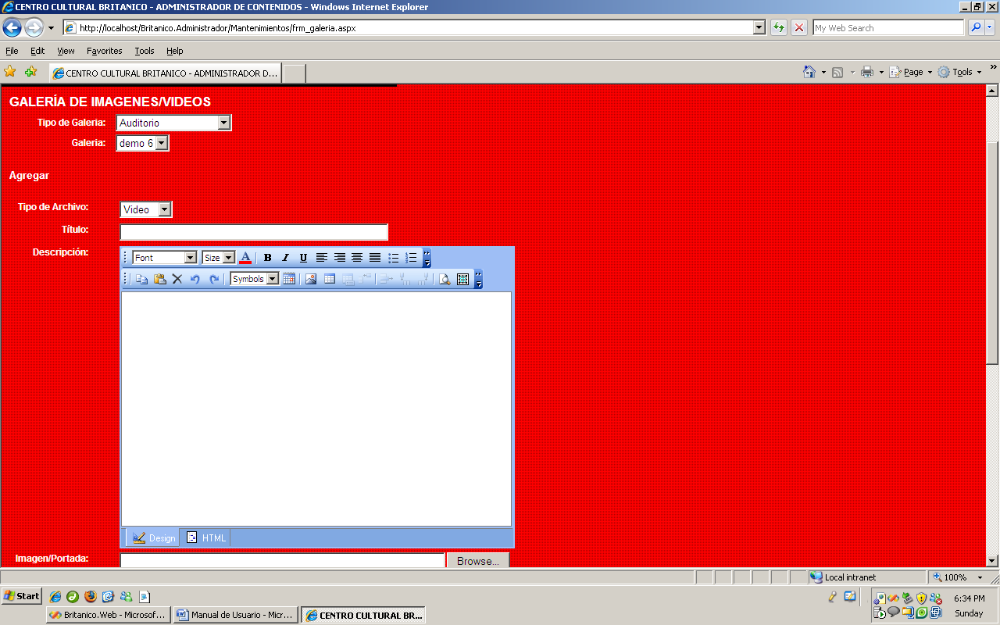 CENTRO CULTURAL BRITANICO - ADMINISTRADOR DE CONTENIDOS - Windows Internet Explorer
http://localhost/Britanico.Administrador/Mantenimientos/frm_galeria.aspx
My Web Search
File Edit View Favorites Tools Help
CENTRO CULTURAL BRITANICO - ADMINISTRADOR D...
Page Tools
GALERÍA DE IMAGENES/VIDEOS
Tipo de Galeria: Auditorio
Galeria: demo 6
Agregar
Tipo de Archivo: Video
Título:
Descripción:
Font Size A B I U
Symbols
Design HTML
Imagen/Portada: Browse...
Local intranet 100%
Start 6:34 PM
Britanico.Web - Microsof... Manual de Usuario - Micr... CENTRO CULTURAL BR... Sunday